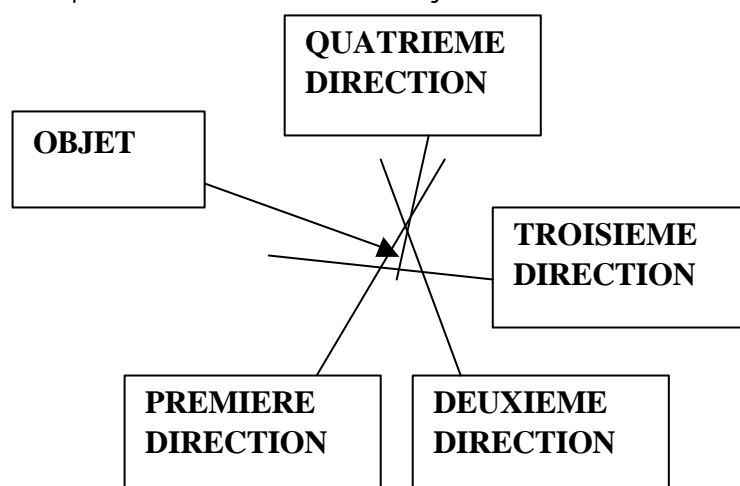 QUATRIEME
DIRECTION
OBJET
TROISIEME
DIRECTION
PREMIERE
DIRECTION
DEUXIEME
DIRECTION